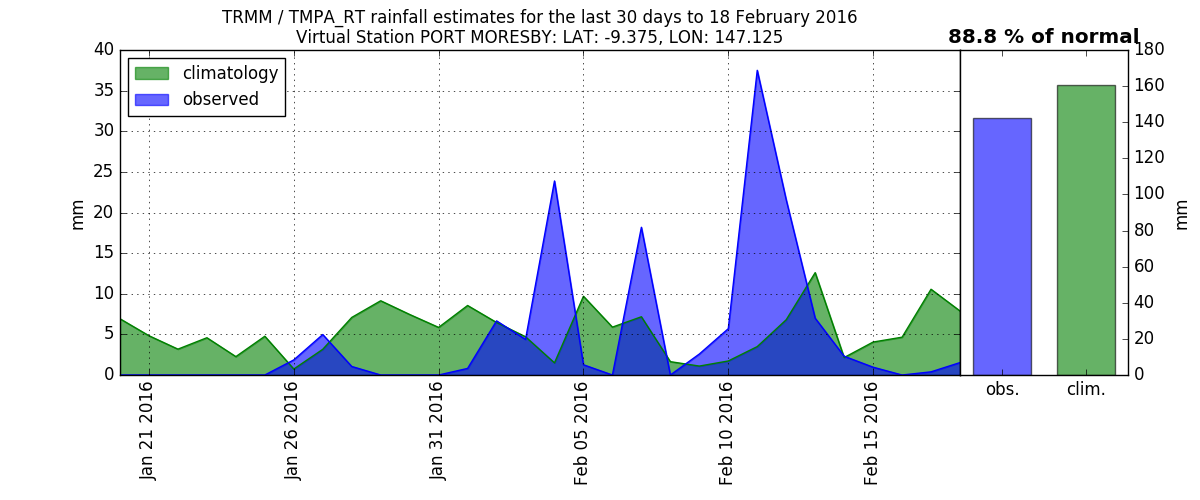 TRMM / TMPA_RT rainfall estimates for the last 30 days to 18 February 2016
Virtual Station PORT MORESBY: LAT: -9.375, LON: 147.125
88.8 % of normal
climatology
observed
40
35
30
25
20
15
10
5
0
mm
180
160
140
120
100
80
60
40
20
0
mm
Jan 21 2016
Jan 26 2016
Jan 31 2016
Feb 05 2016
Feb 10 2016
Feb 15 2016
obs.
clim.